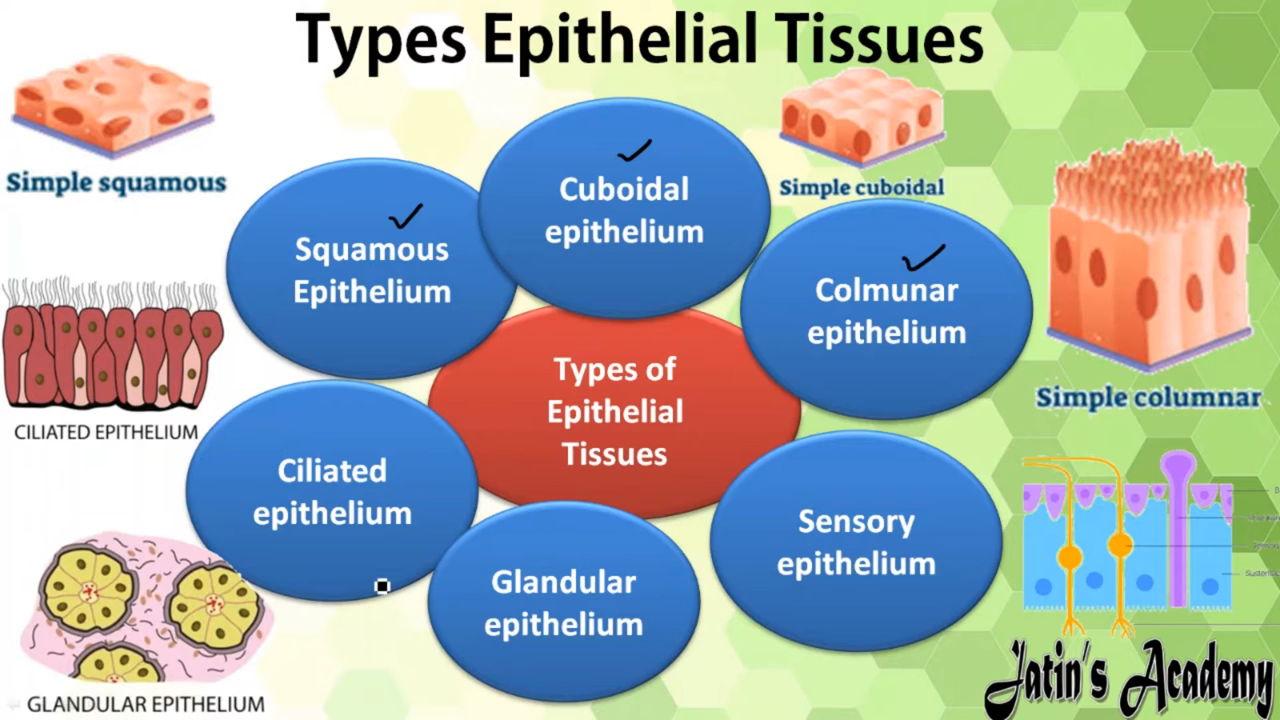 Types Epithelial Tissues
Simple squamous
Cuboidal
epithelium
Simple cuboidal
Squamous
Epithelium
Colmunar
epithelium
Simple columnar
Types of
Epithelial
Tissues
CILIATED EPITHELIUM
Ciliated
epithelium
Sensory
epithelium
Glandular
epithelium
GLANDULAR EPITHELIUM
Jatin's Academy